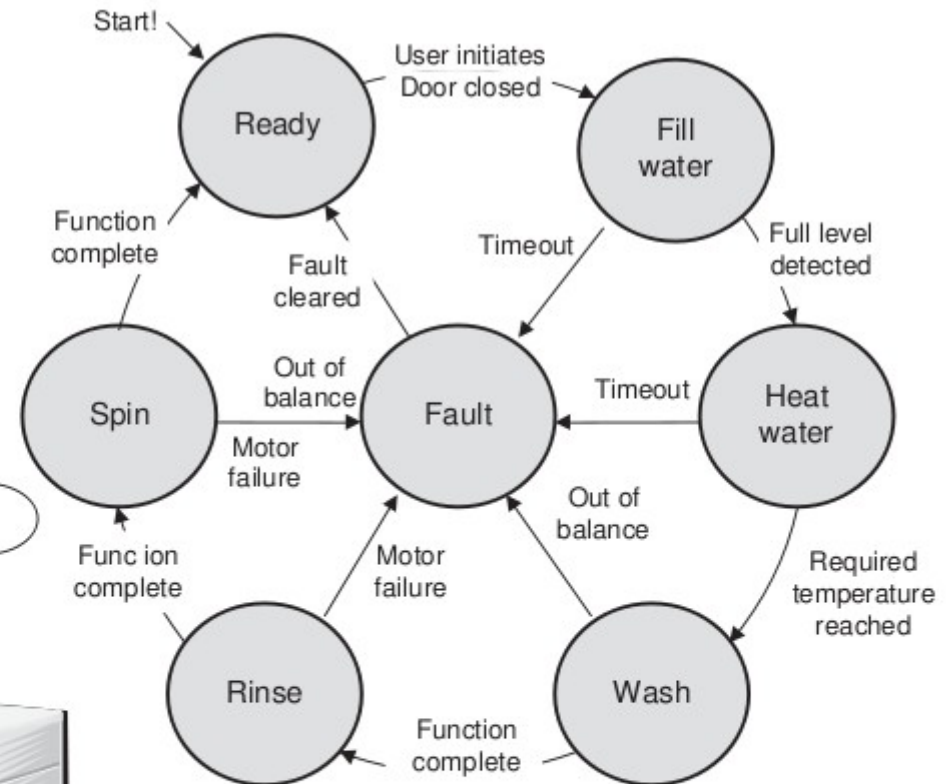 Start!
Ready
User initiates
Door closed
Fill
water
Function
complete
Fault
cleared
Timeout
Full level
detected
Spin
Out of
balance
Motor
failure
Fault
Timeout
Heat
water
Func ion
complete
Motor
failure
Out of
balance
Required
temperature
reached
Rinse
Function
complete
Wash